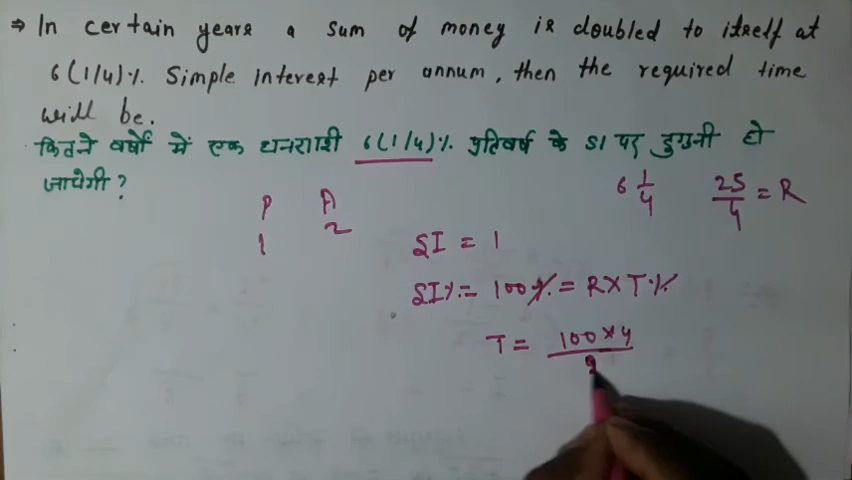 ⇒ In certain years a sum of money is doubled to itself at
6(1/4)%. Simple interest per annum, then the required time
will be.
कितने वर्षों में एक धनराशी 6(1/4)% प्रतिवर्ष के SI पर दुगुनी हो
जायेगी?
6 1/4 25/4 = R
P A
1 2
SI = 1
SI% = 100% = R×T%
T = 100×4